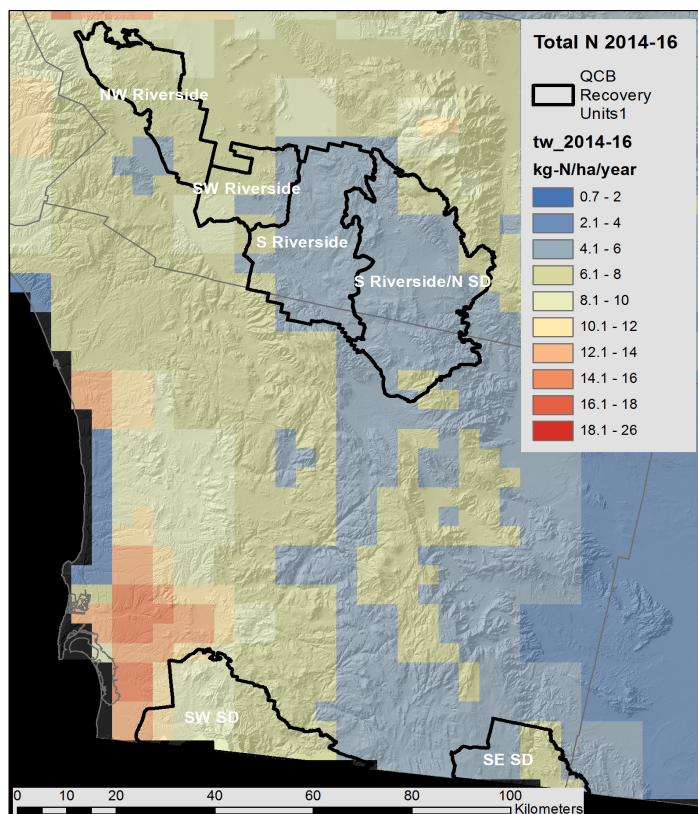 Total N 2014-16
QCB
Recovery
Units1
tw_2014-16
kg-N/ha/year
0.7 - 2
2.1 - 4
4.1 - 6
6.1 - 8
8.1 - 10
10.1 - 12
12.1 - 14
14.1 - 16
16.1 - 18
18.1 - 26
NW Riverside
SW Riverside
S Riverside
S Riverside/N SD
SW SD
SE SD
0 10 20 40 60 80 100
Kilometers